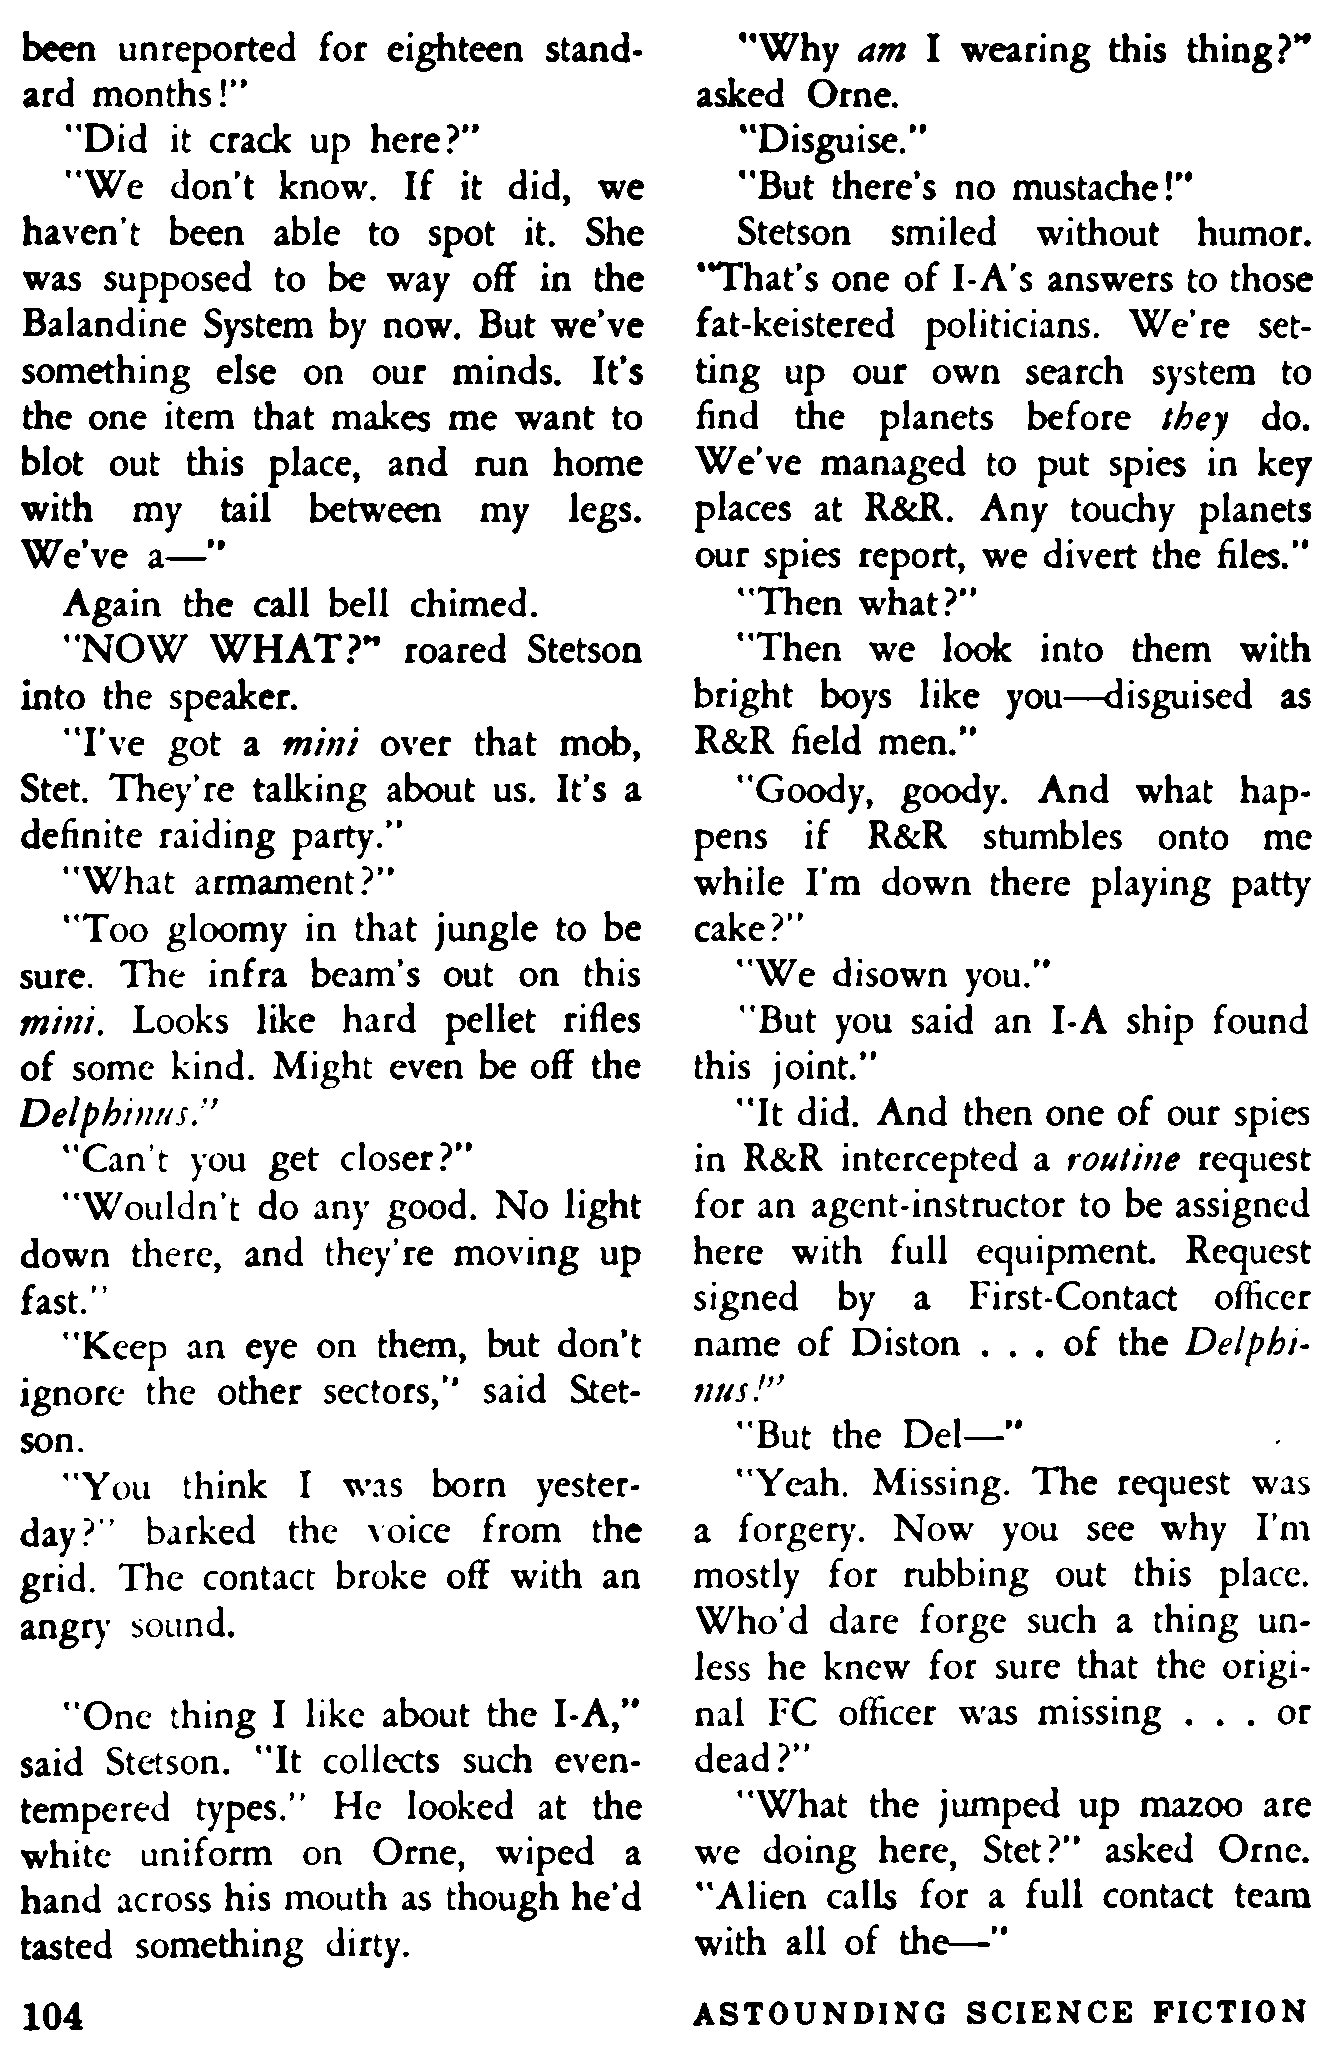 been unreported for eighteen stand-
ard months!"
"Did it crack up here?"
"We don't know. If it did, we
haven't been able to spot it. She
was supposed to be way off in the
Balandine System by now. But we've
something else on our minds. It's
the one item that makes me want to
blot out this place, and run home
with my tail between my legs.
We've a—"
Again the call bell chimed.
"NOW WHAT?" roared Stetson
into the speaker.
"I've got a mini over that mob,
Stet. They're talking about us. It's a
definite raiding party."
"What armament?"
"Too gloomy in that jungle to be
sure. The infra beam's out on this
mini. Looks like hard pellet rifles
of some kind. Might even be off the
Delphinus."
"Can't you get closer?"
"Wouldn't do any good. No light
down there, and they're moving up
fast."
"Keep an eye on them, but don't
ignore the other sectors," said Stet-
son.
"You think I was born yester-
day?" barked the voice from the
grid. The contact broke off with an
angry sound.
"One thing I like about the I-A,"
said Stetson. "It collects such even-
tempered types." He looked at the
white uniform on Orne, wiped a
hand across his mouth as though he'd
tasted something dirty.
"Why am I wearing this thing?"
asked Orne.
"Disguise."
"But there's no mustache!"
Stetson smiled without humor.
"That's one of I-A's answers to those
fat-keistered politicians. We're set-
ting up our own search system to
find the planets before they do.
We've managed to put spies in key
places at R&R. Any touchy planets
our spies report, we divert the files."
"Then what?"
"Then we look into them with
bright boys like you—disguised as
R&R field men."
"Goody, goody. And what hap-
pens if R&R stumbles onto me
while I'm down there playing patty
cake?"
"We disown you."
"But you said an I-A ship found
this joint."
"It did. And then one of our spies
in R&R intercepted a routine request
for an agent-instructor to be assigned
here with full equipment. Request
signed by a First-Contact officer
name of Diston . . . of the Delphi-
nus!"
"But the Del—"
"Yeah. Missing. The request was
a forgery. Now you see why I'm
mostly for rubbing out this place.
Who'd dare forge such a thing un-
less he knew for sure that the origi-
nal FC officer was missing . . . or
dead?"
"What the jumped up mazoo are
we doing here, Stet?" asked Orne.
"Alien calls for a full contact team
with all of the—"
104
ASTOUNDING SCIENCE FICTION